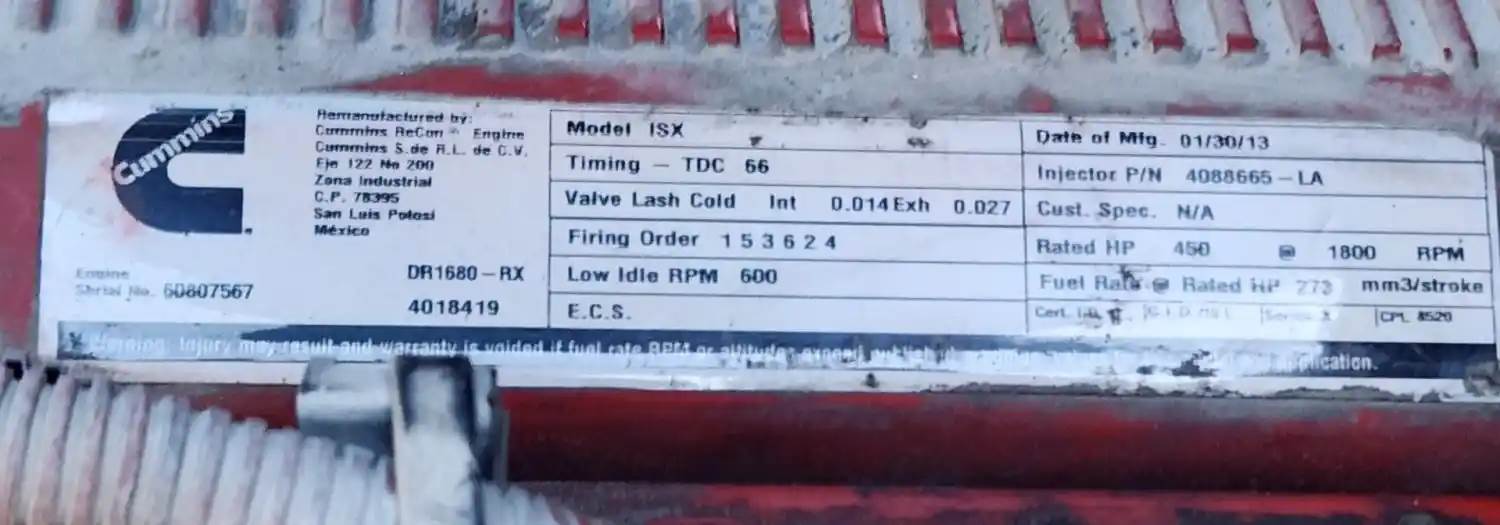 Cummins
Remanufactured by:
Cummins ReCon ® Engine
Cummins S.de R.L. de C.V.
Eje 122 No 200
Zona Industrial
C.P. 78395
San Luis Potosi
México
Engine
Serial No. 60807567
DR1680-RX
4018419
Model ISX
Timing - TDC 66
Valve Lash Cold Int 0.014 Exh 0.027
Firing Order 1 5 3 6 2 4
Low Idle RPM 600
E.C.S.
Date of Mfg. 01/30/13
Injector P/N 4088665-LA
Cust. Spec. N/A
Rated HP 450 @ 1800 RPM
Fuel Rate @ Rated HP 273 mm3/stroke
Cert. CPL 8520
Warning: Injury may result and warranty is voided if fuel rate RPM or altitudes exceed application.